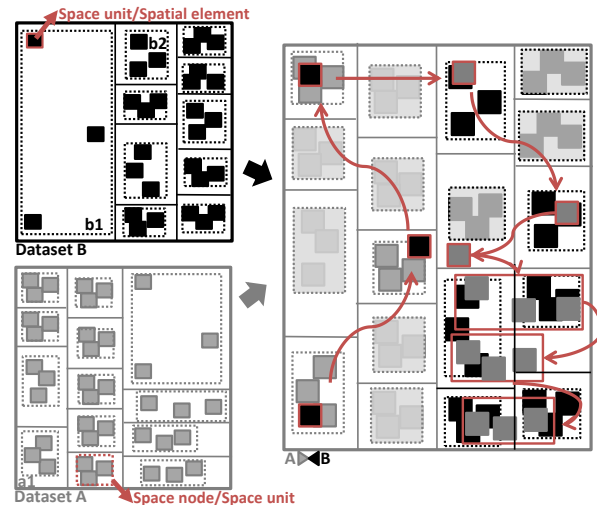 Space unit/Spatial element
b2
b1
Dataset B
a1
Dataset A
Space node/Space unit
A B